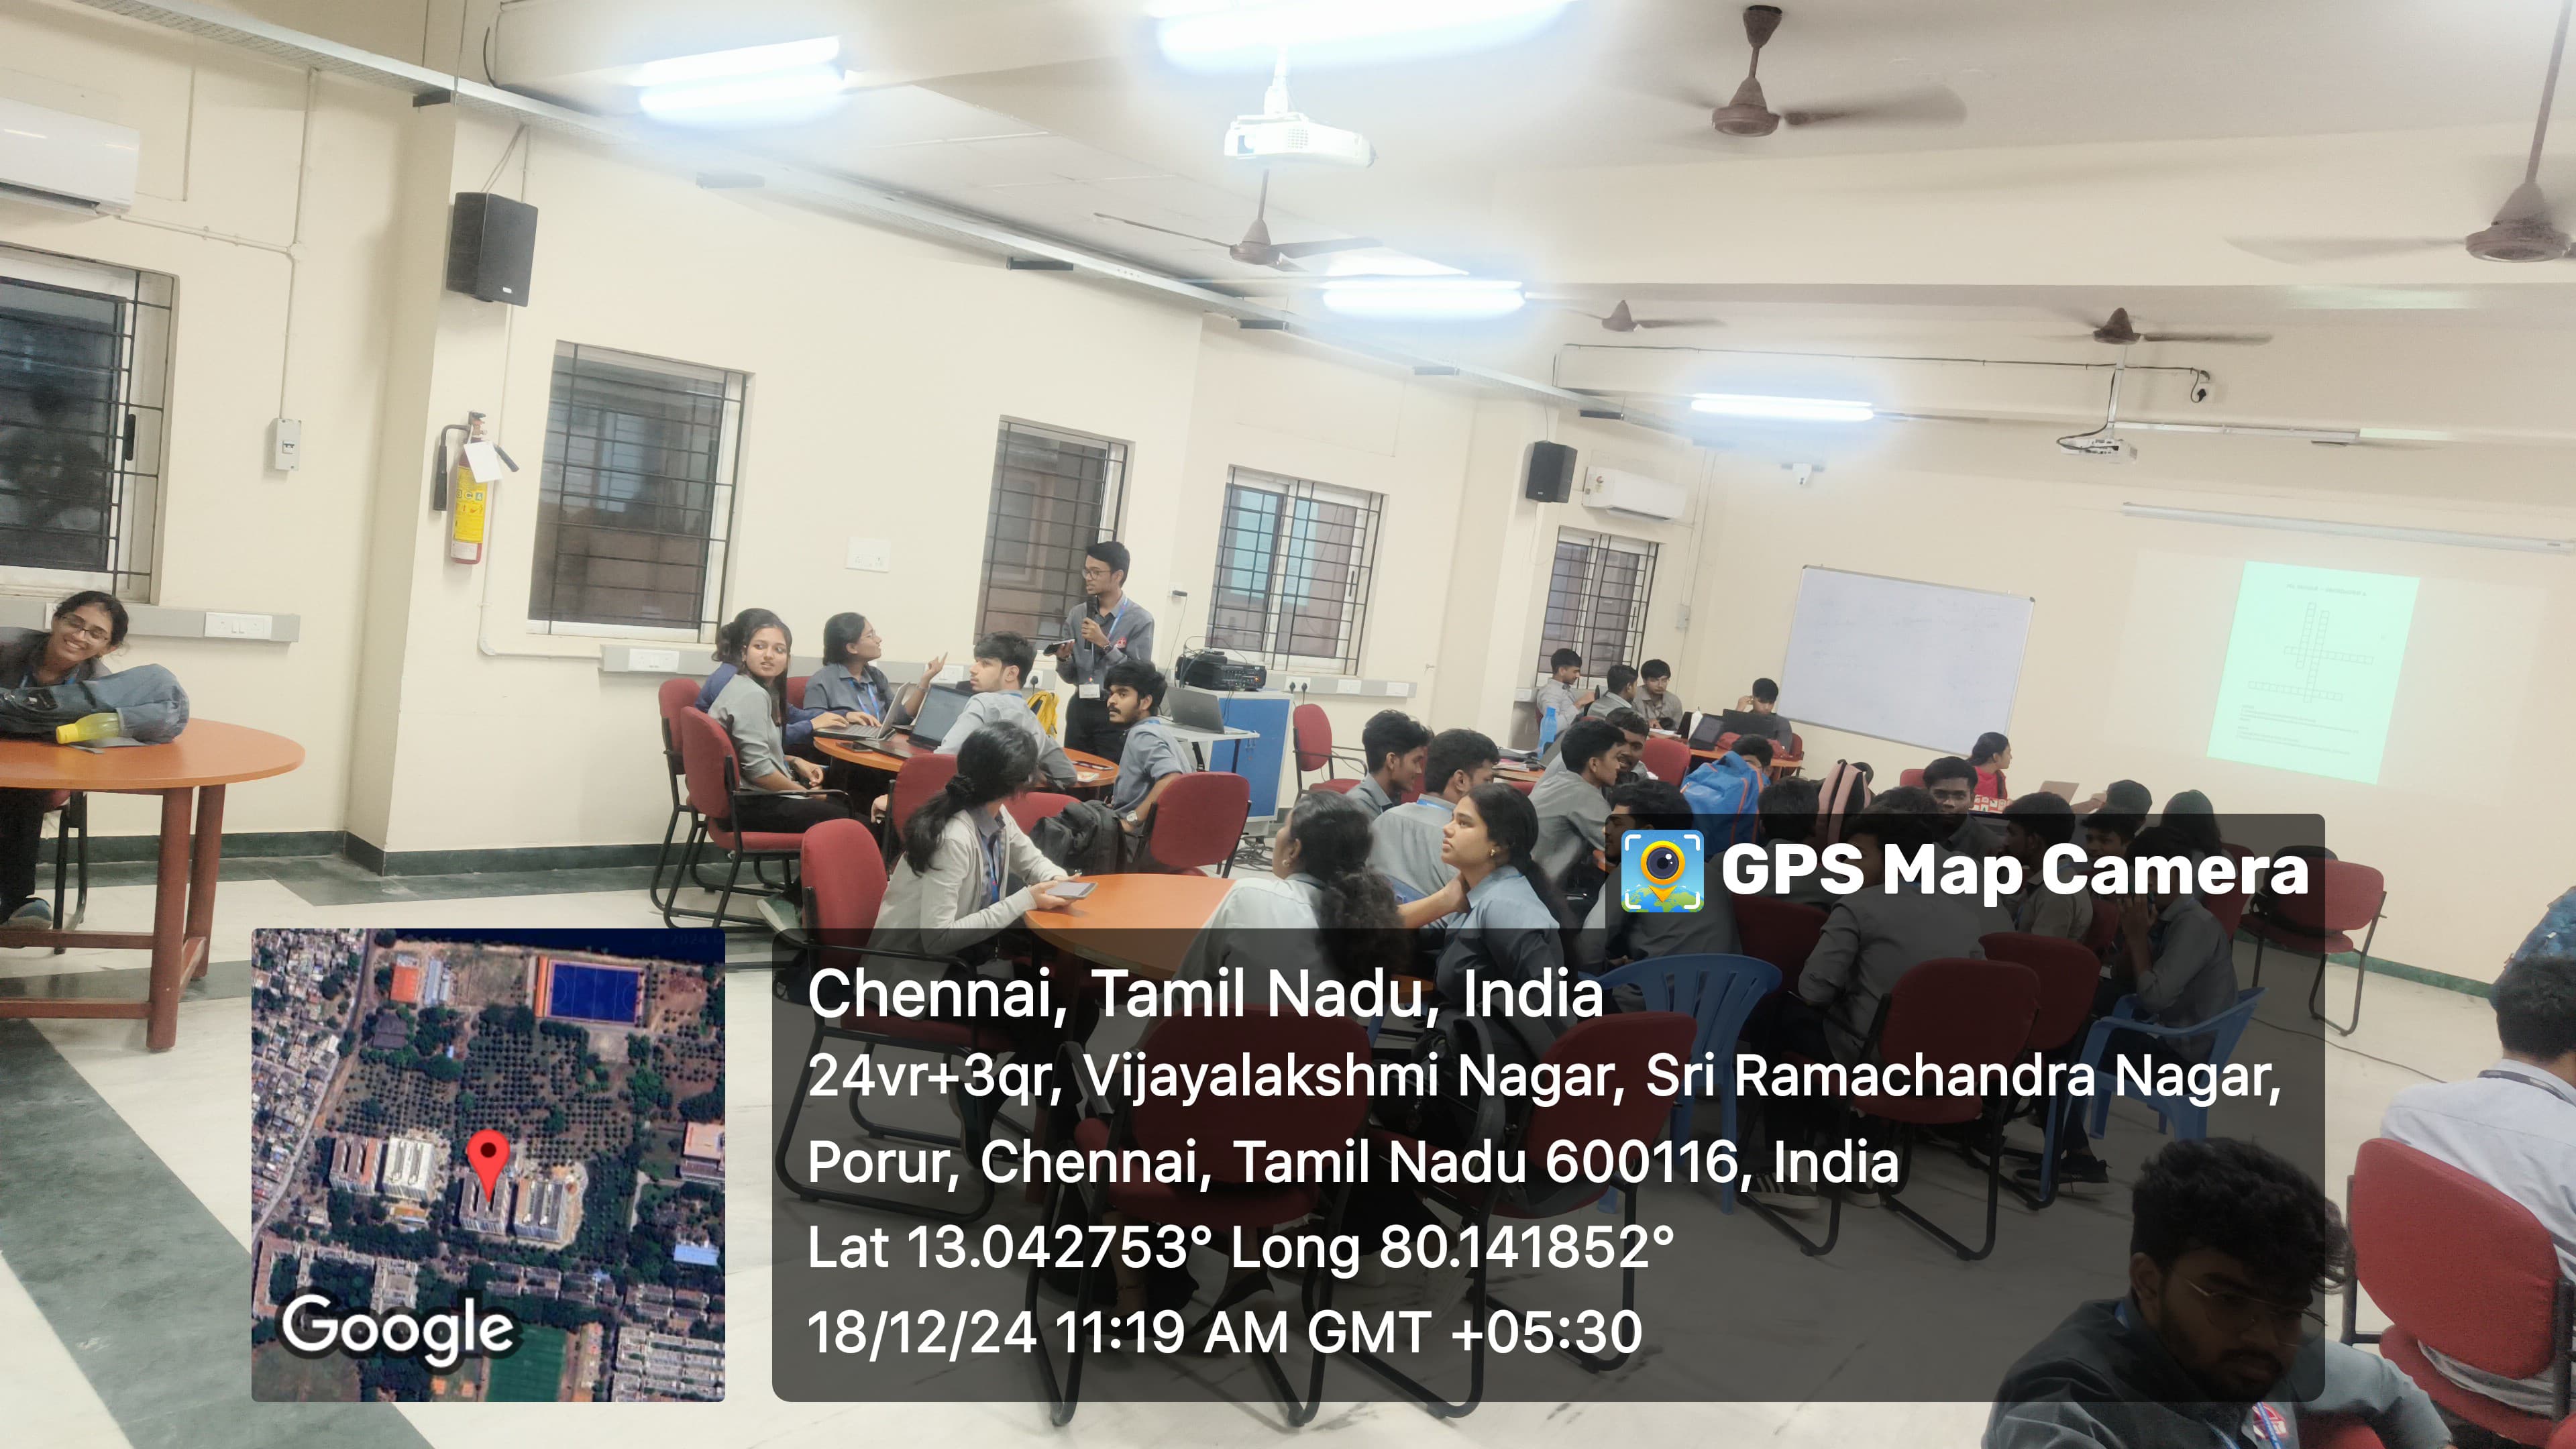 GPS Map Camera
Chennai, Tamil Nadu, India
24vr+3qr, Vijayalakshmi Nagar, Sri Ramachandra Nagar,
Porur, Chennai, Tamil Nadu 600116, India
Lat 13.042753° Long 80.141852°
18/12/24 11:19 AM GMT +05:30
Google